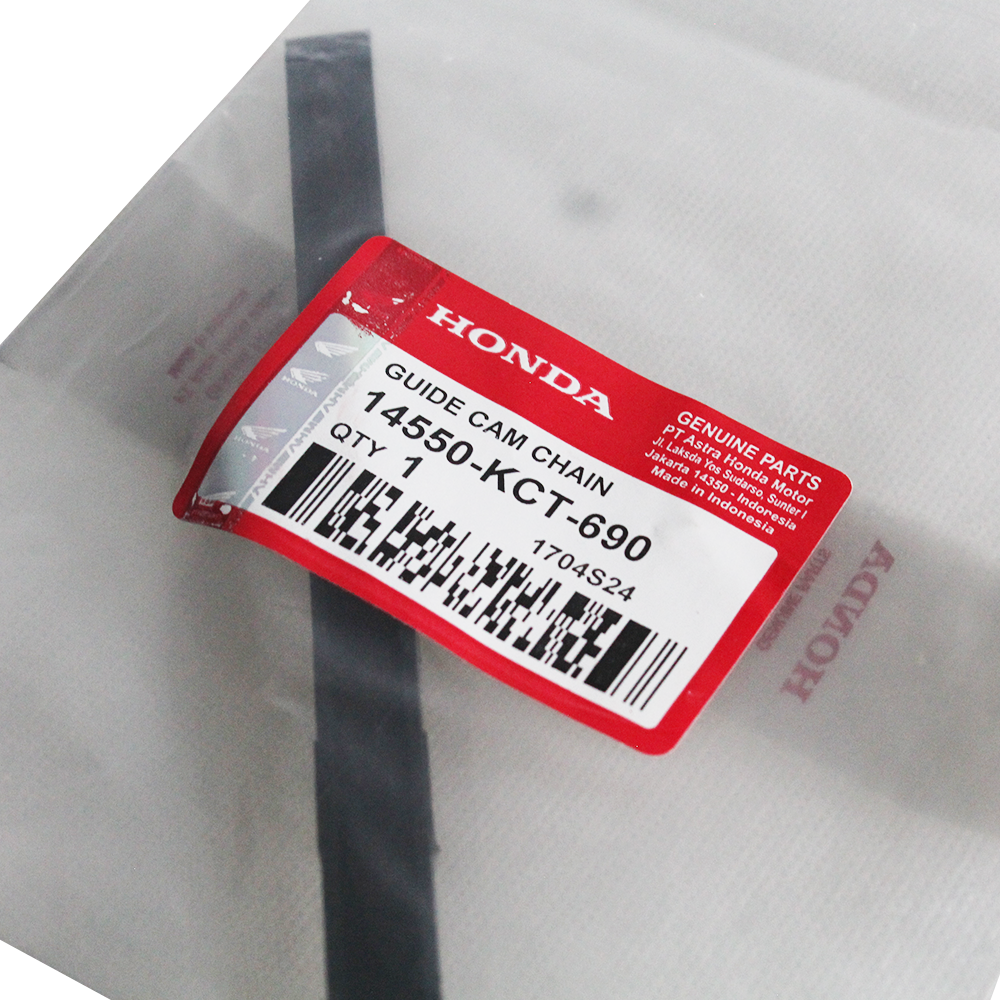 HONDA
GENUINE PARTS
PT Astra Honda Motor
Jl. Laksda Yos Sudarso, Sunter I
Jakarta 14350 - Indonesia
Made in Indonesia
GUIDE CAM CHAIN
14550-KCT-690
QTY 1
1704S24
HONDA
HONDA